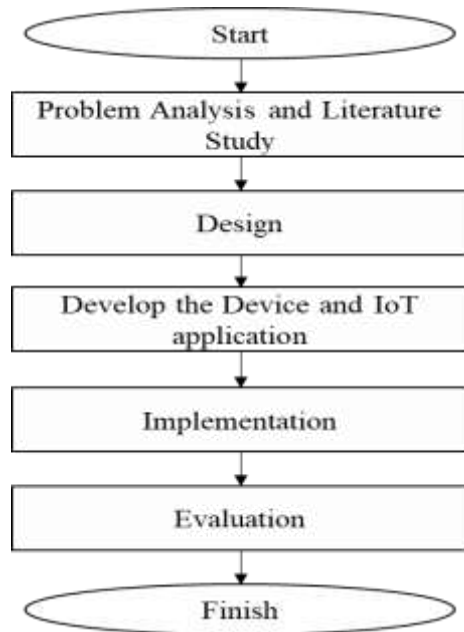 Start
Problem Analysis and Literature
Study
Design
Develop the Device and IoT
application
Implementation
Evaluation
Finish